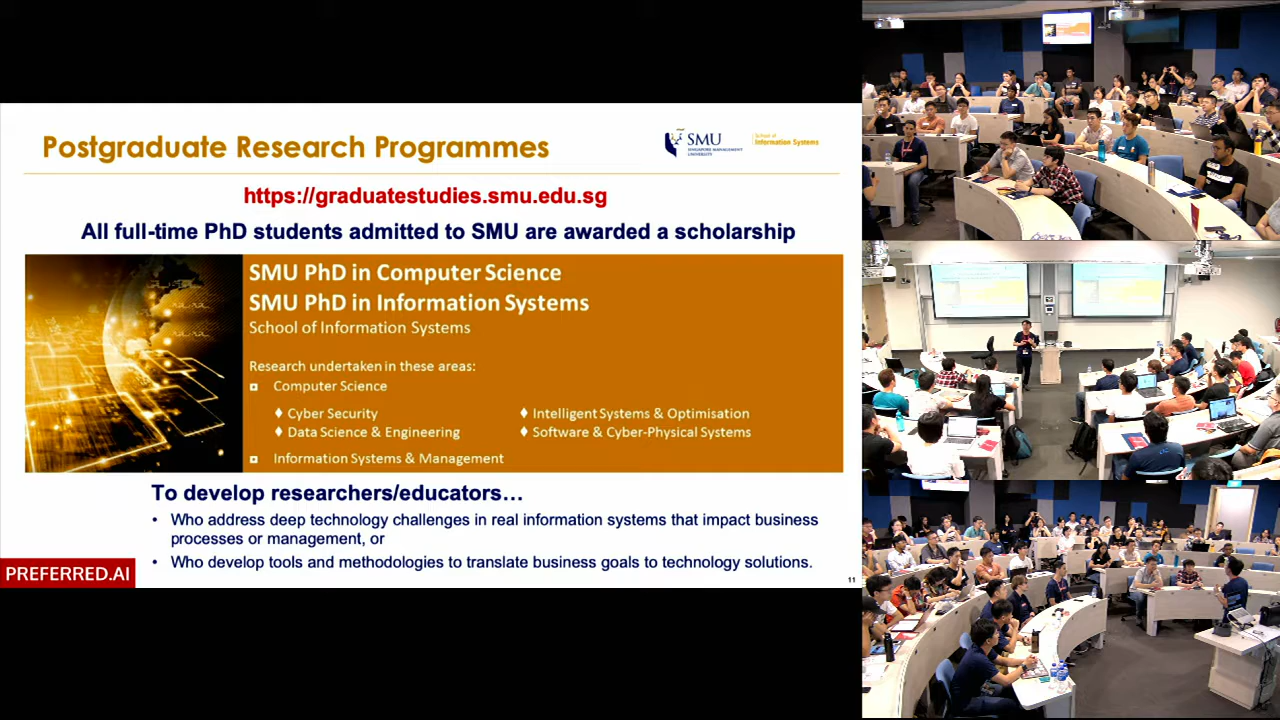 Postgraduate Research Programmes
SMU
SINGAPORE MANAGEMENT
UNIVERSITY
School of
Information Systems
https://graduatestudies.smu.edu.sg
All full-time PhD students admitted to SMU are awarded a scholarship
SMU PhD in Computer Science
SMU PhD in Information Systems
School of Information Systems
Research undertaken in these areas:
Computer Science
Cyber Security
Intelligent Systems & Optimisation
Data Science & Engineering
Software & Cyber-Physical Systems
Information Systems & Management
To develop researchers/educators…
• Who address deep technology challenges in real information systems that impact business
processes or management, or
• Who develop tools and methodologies to translate business goals to technology solutions.
PREFERRED.AI
11